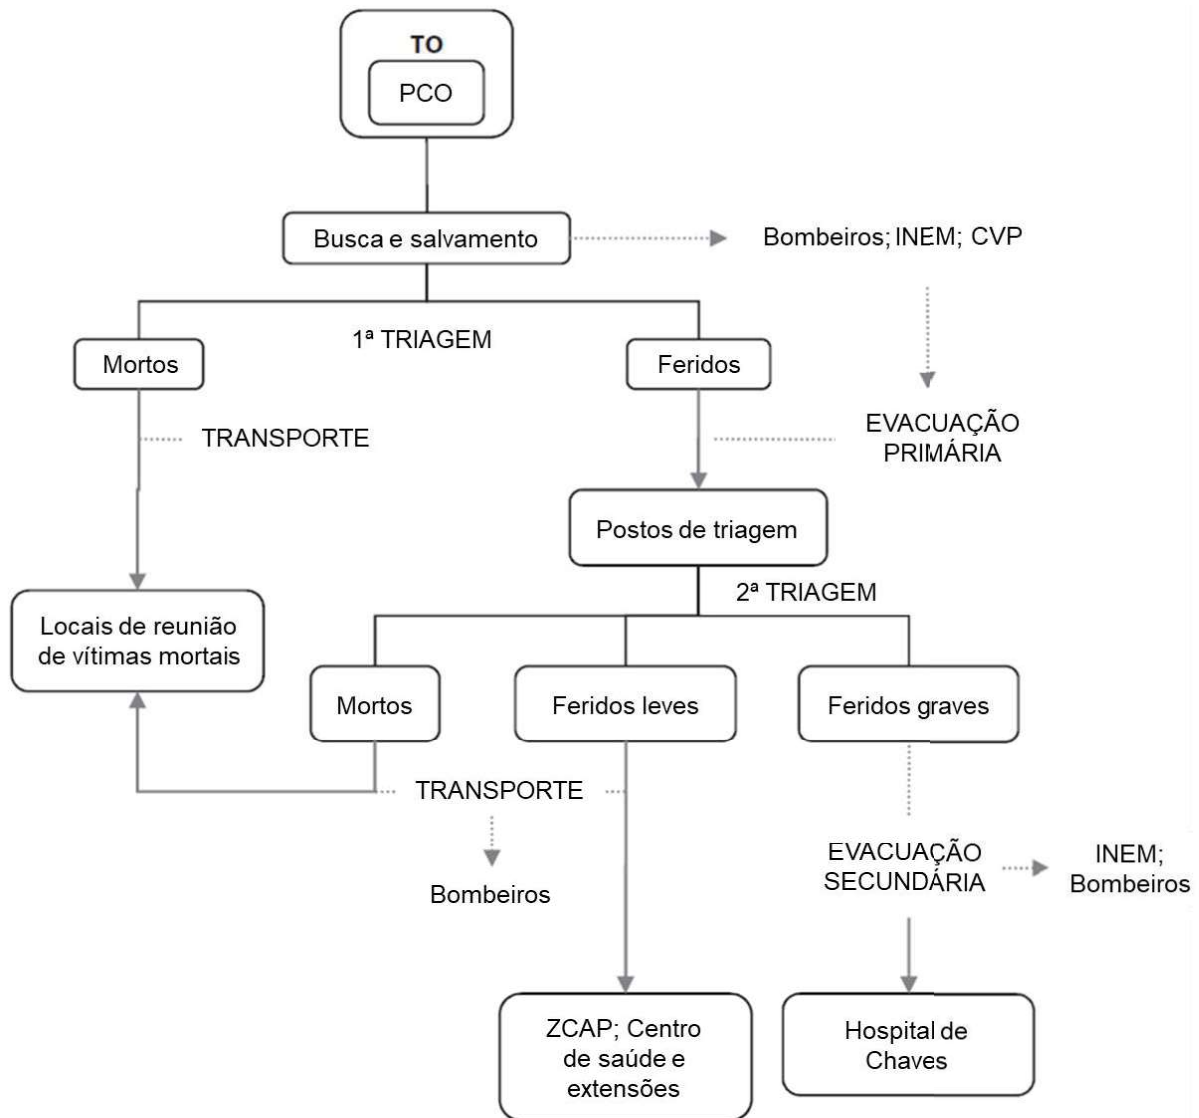 TO
PCO
Busca e salvamento
Bombeiros; INEM; CVP
1ª TRIAGEM
Mortos
Feridos
TRANSPORTE
EVACUAÇÃO
PRIMÁRIA
Postos de triagem
2ª TRIAGEM
Locais de reunião
de vítimas mortais
Mortos
Feridos leves
Feridos graves
TRANSPORTE
Bombeiros
EVACUAÇÃO
SECUNDÁRIA
INEM;
Bombeiros
ZCAP; Centro
de saúde e
extensões
Hospital de
Chaves